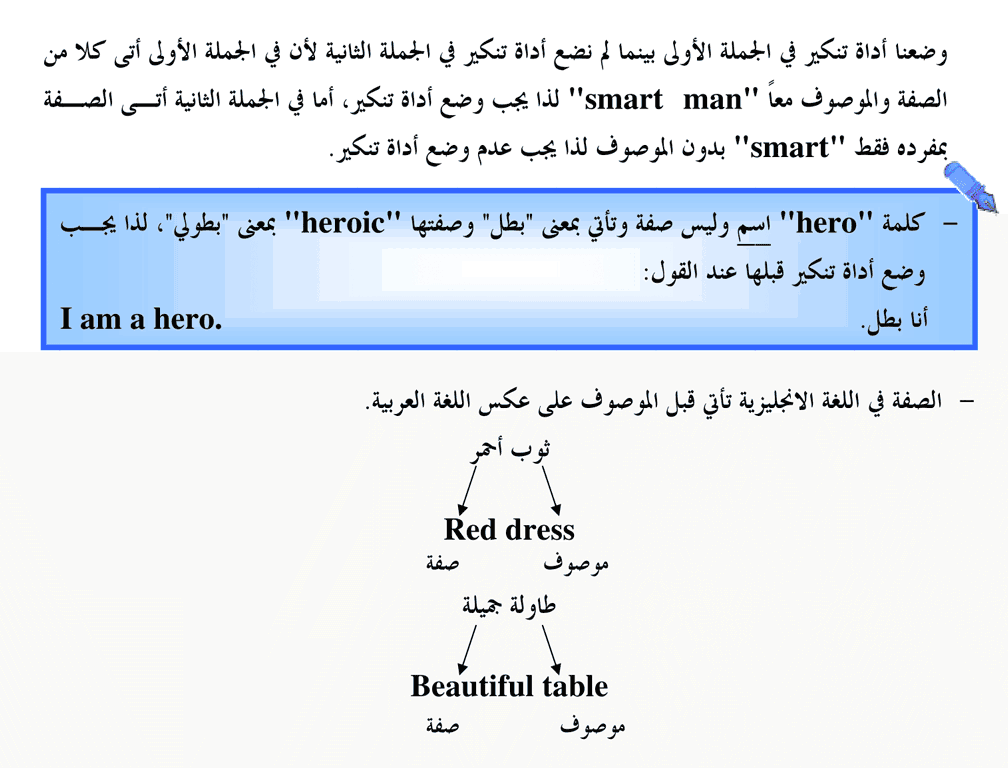 وضعنا أداة تنكير في الجملة الأولى بينما لم نضع أداة تنكير في الجملة الثانية لأن في الجملة الأولى أتى كلا من
الصفة والموصوف معاً "smart man" لذا يجب وضع أداة تنكير، أما في الجملة الثانية أتـــى الصـــفة
بمفرده فقط "smart" بدون الموصوف لذا يجب عدم وضع أداة تنكير.
– كلمة "hero" اسم وليس صفة وتأتي بمعنى "بطل" وصفتها "heroic" بمعنى "بطولي"، لذا يجـــب
وضع أداة تنكير قبلها عند القول:
أنا بطل. I am a hero.
– الصفة في اللغة الانجليزية تأتي قبل الموصوف على عكس اللغة العربية.
ثوب أحمر
Red dress
موصوف صفة
طاولة جميلة
Beautiful table
موصوف صفة